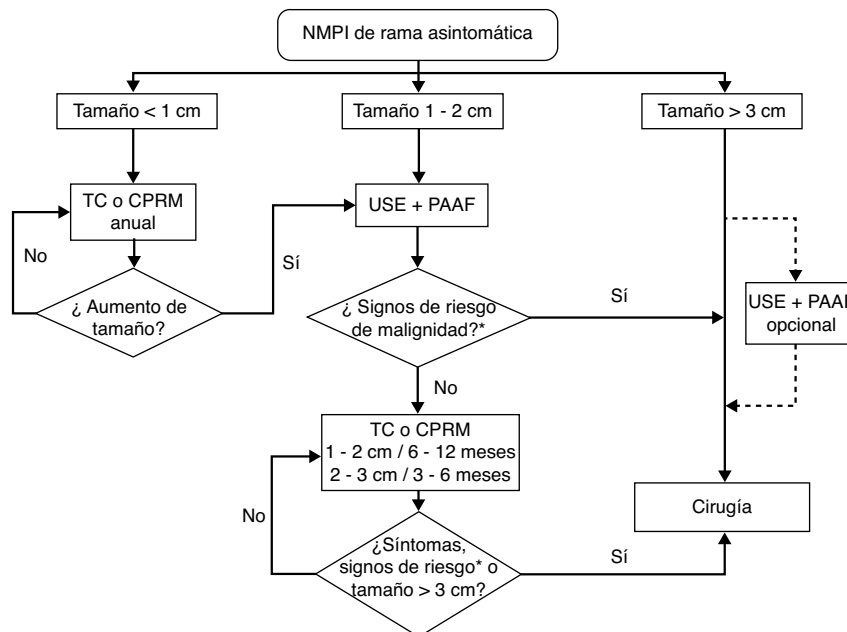 NMPI de rama asintomática
Tamaño < 1 cm
Tamaño 1 - 2 cm
Tamaño > 3 cm
TC o CPRM
anual
USE + PAAF
No
Sí
¿ Aumento de
tamaño?
¿ Signos de riesgo
de malignidad?*
Sí
USE + PAAF
opcional
No
TC o CPRM
1 - 2 cm / 6 - 12 meses
2 - 3 cm / 3 - 6 meses
Cirugía
No
¿Síntomas,
signos de riesgo* o
tamaño > 3 cm?
Sí